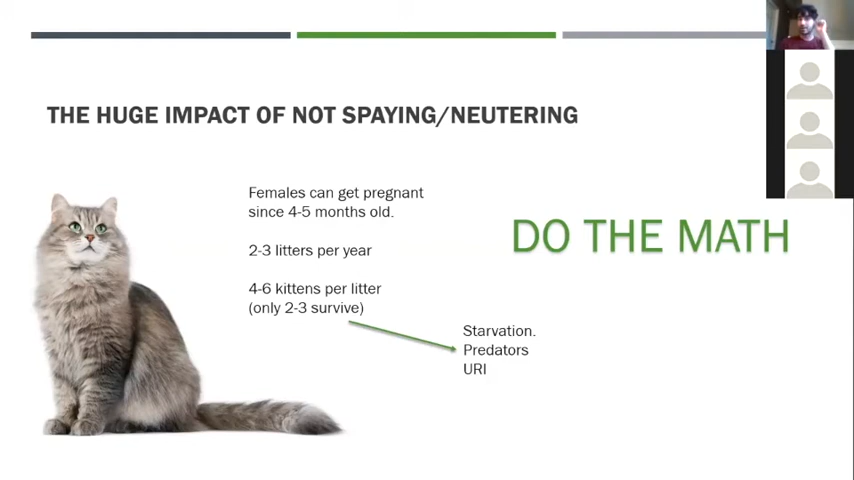 THE HUGE IMPACT OF NOT SPAYING/NEUTERING
Females can get pregnant
since 4-5 months old.
2-3 litters per year
4-6 kittens per litter
(only 2-3 survive)
DO THE MATH
Starvation.
Predators
URI